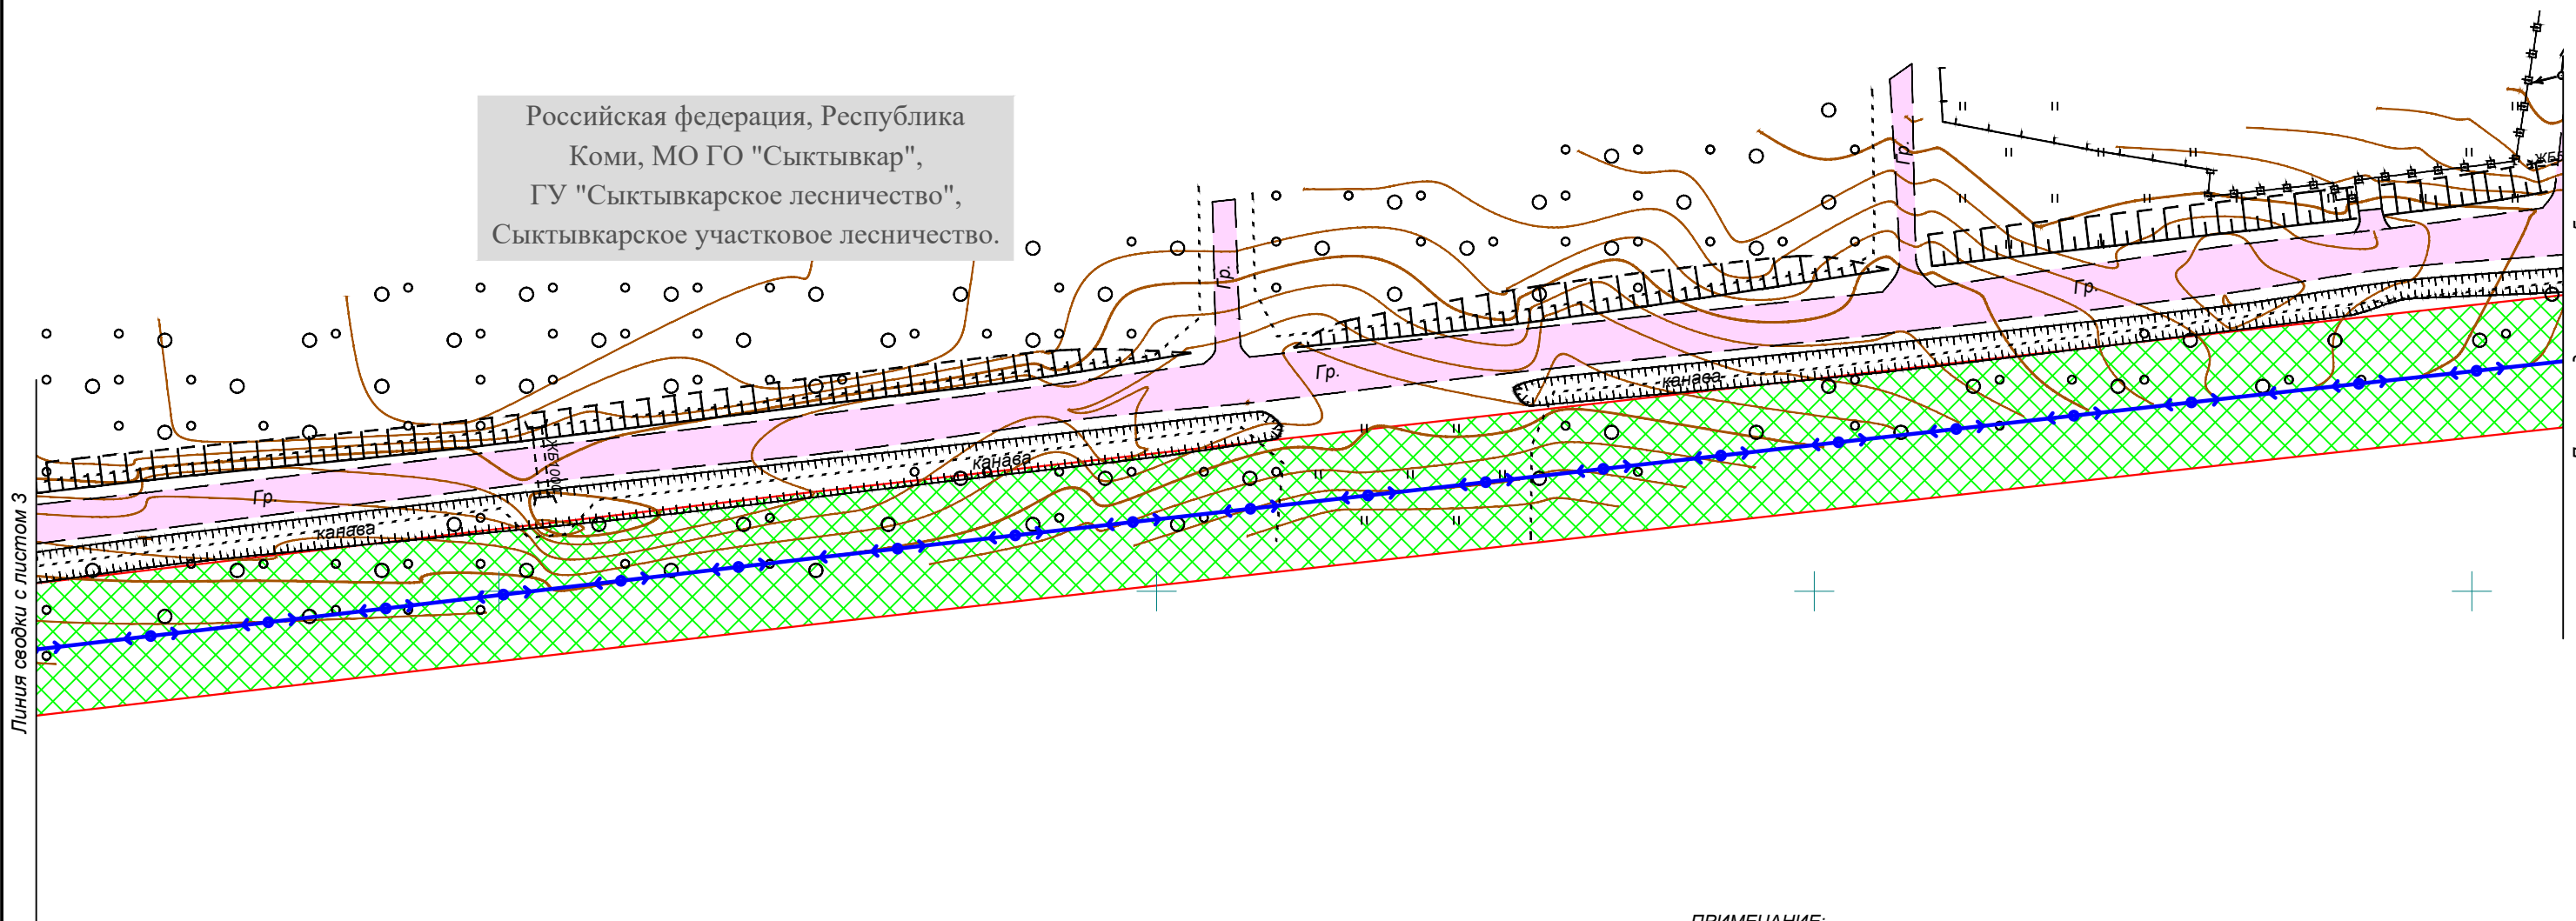 Российская федерация, Республика
Коми, МО ГО "Сыктывкар",
ГУ "Сыктывкарское лесничество",
Сыктывкарское участковое лесничество.
Гр.
Гр.
Гр.
Гр.
Гр.
канава
канава
канава
Линия сводки с листом 3
ПРИМЕЧАНИЕ: